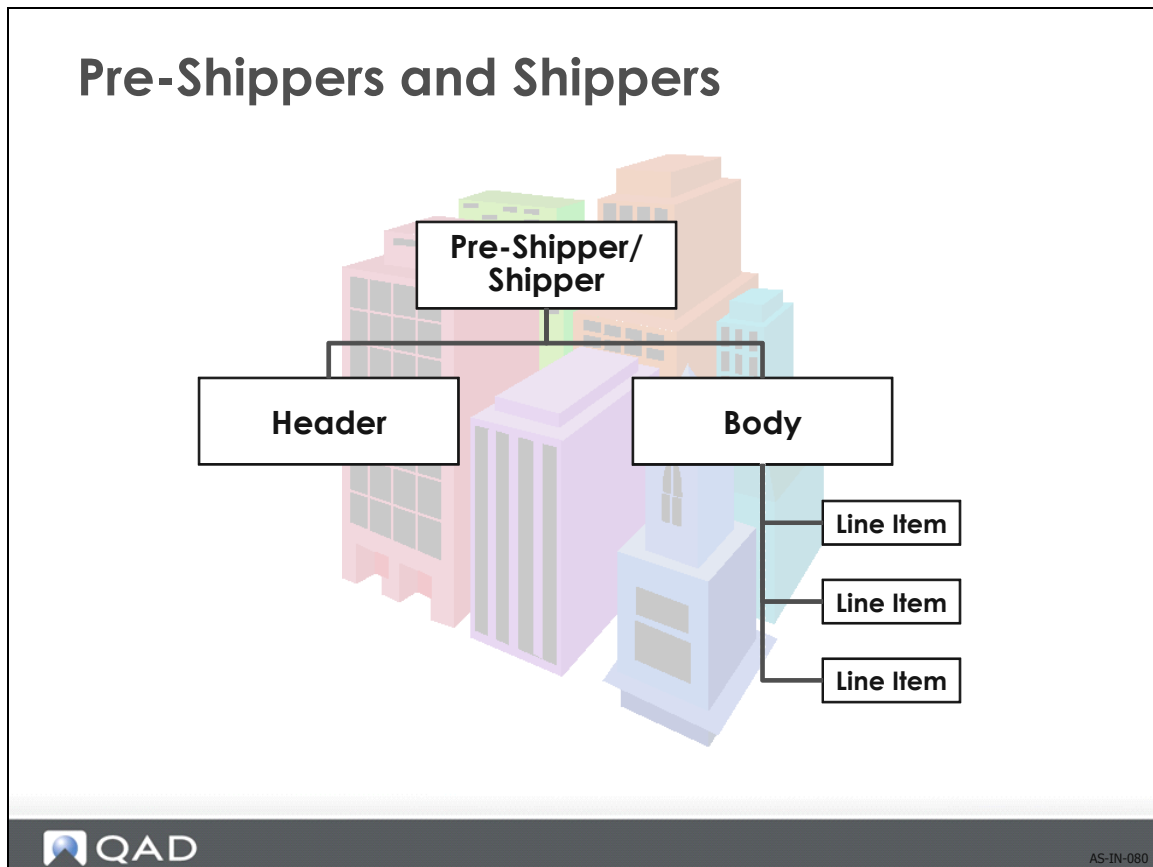 Pre-Shippers and Shippers
Pre-Shipper/
Shipper
Header
Body
Line Item
Line Item
Line Item
QAD
AS-IN-080